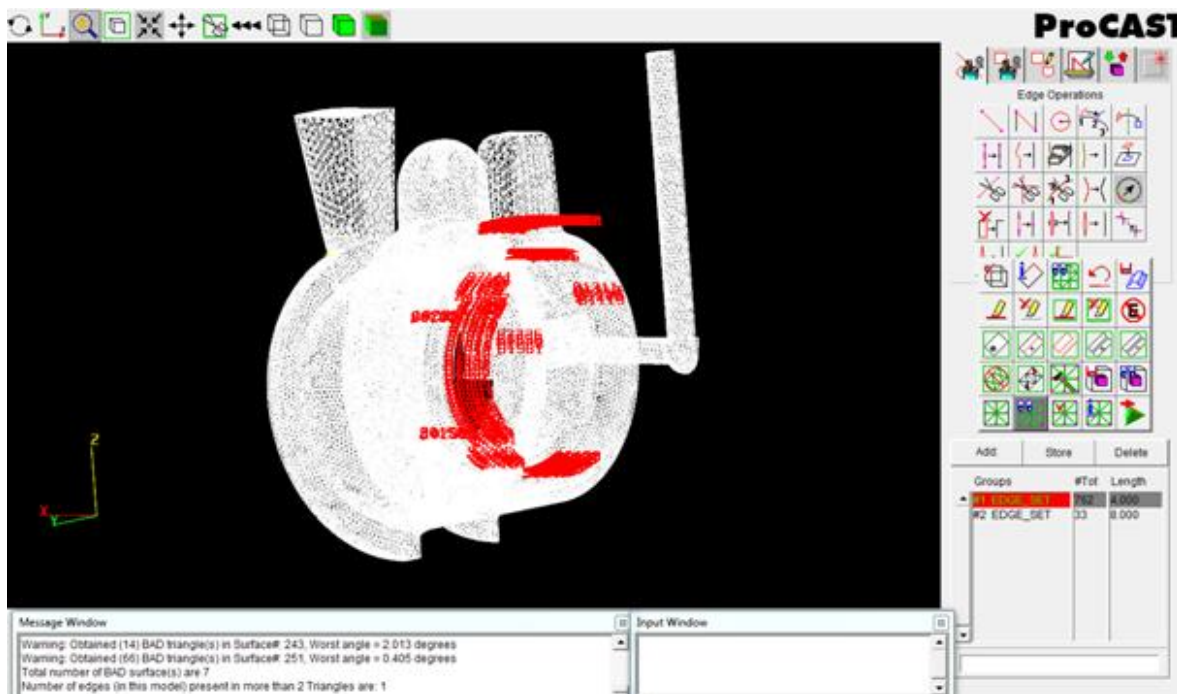 ProCAST
Edge Operations
Z
X
Y
Add Store Delete
Groups #Tot Length
#1 EDGE_SET 762 4.000
#2 EDGE_SET 33 8.000
Message Window
Warning: Obtained (14) BAD triangle(s) in Surface#: 243, Worst angle = 2.013 degrees
Warning: Obtained (66) BAD triangle(s) in Surface#: 251, Worst angle = 0.405 degrees
Total number of BAD surface(s) are 7
Number of edges (in this model) present in more than 2 Triangles are: 1
Input Window